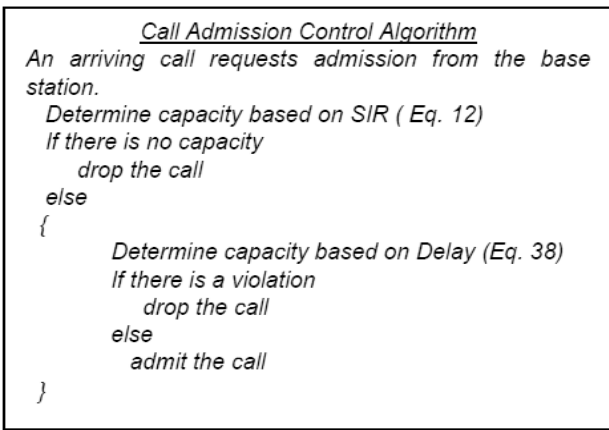 Call Admission Control Algorithm
An arriving call requests admission from the base
station.
Determine capacity based on SIR ( Eq. 12)
If there is no capacity
drop the call
else
{
Determine capacity based on Delay (Eq. 38)
If there is a violation
drop the call
else
admit the call
}